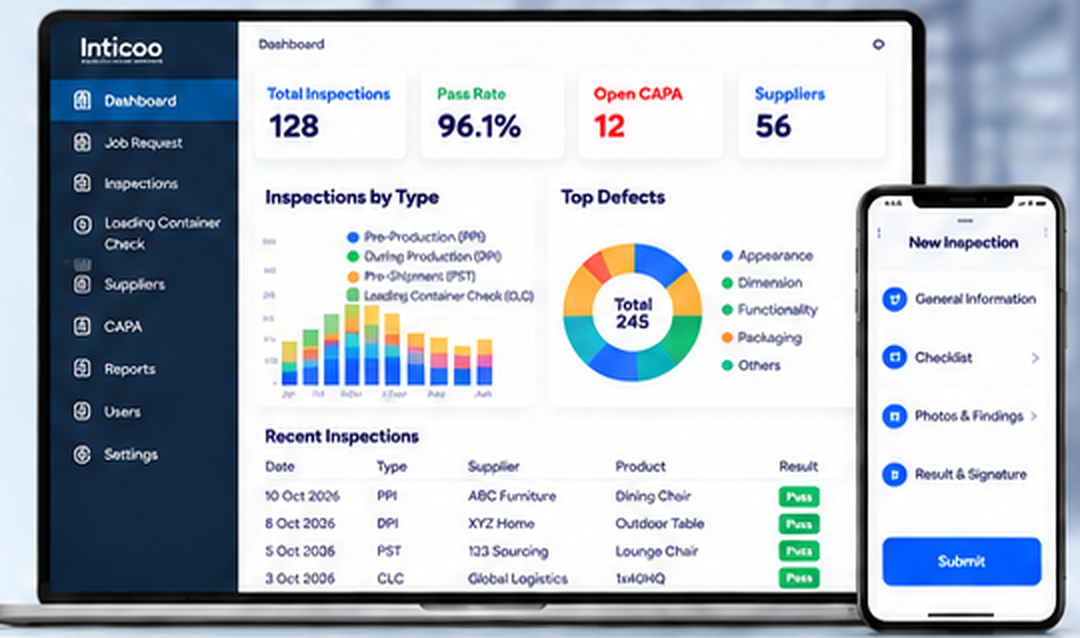 Inticoo
Dashboard
Job Request
Inspections
Loading Container
Check
Suppliers
CAPA
Reports
Users
Settings
Dashboard
Total Inspections
128
Pass Rate
96.1%
Open CAPA
12
Suppliers
56
Inspections by Type
Pre-Production (PPI)
During Production (DPI)
Pre-Shipment (PST)
Loading Container Check (O,C)
Top Defects
Total
245
Appearance
Dimension
Functionality
Packaging
Others
Recent Inspections
Date Type Supplier Product Result
10 Oct 2026 PPI ABC Furniture Dining Chair Pass
8 Oct 2026 DPI XYZ Home Outdoor Table Pass
5 Oct 2036 PST 123 Sourcing Lounge Chair Pass
3 Oct 2006 CLC Global Logistics 1x40HQ Pass
New Inspection
General Information
Checklist
Photos & Findings
Result & Signature
Submit